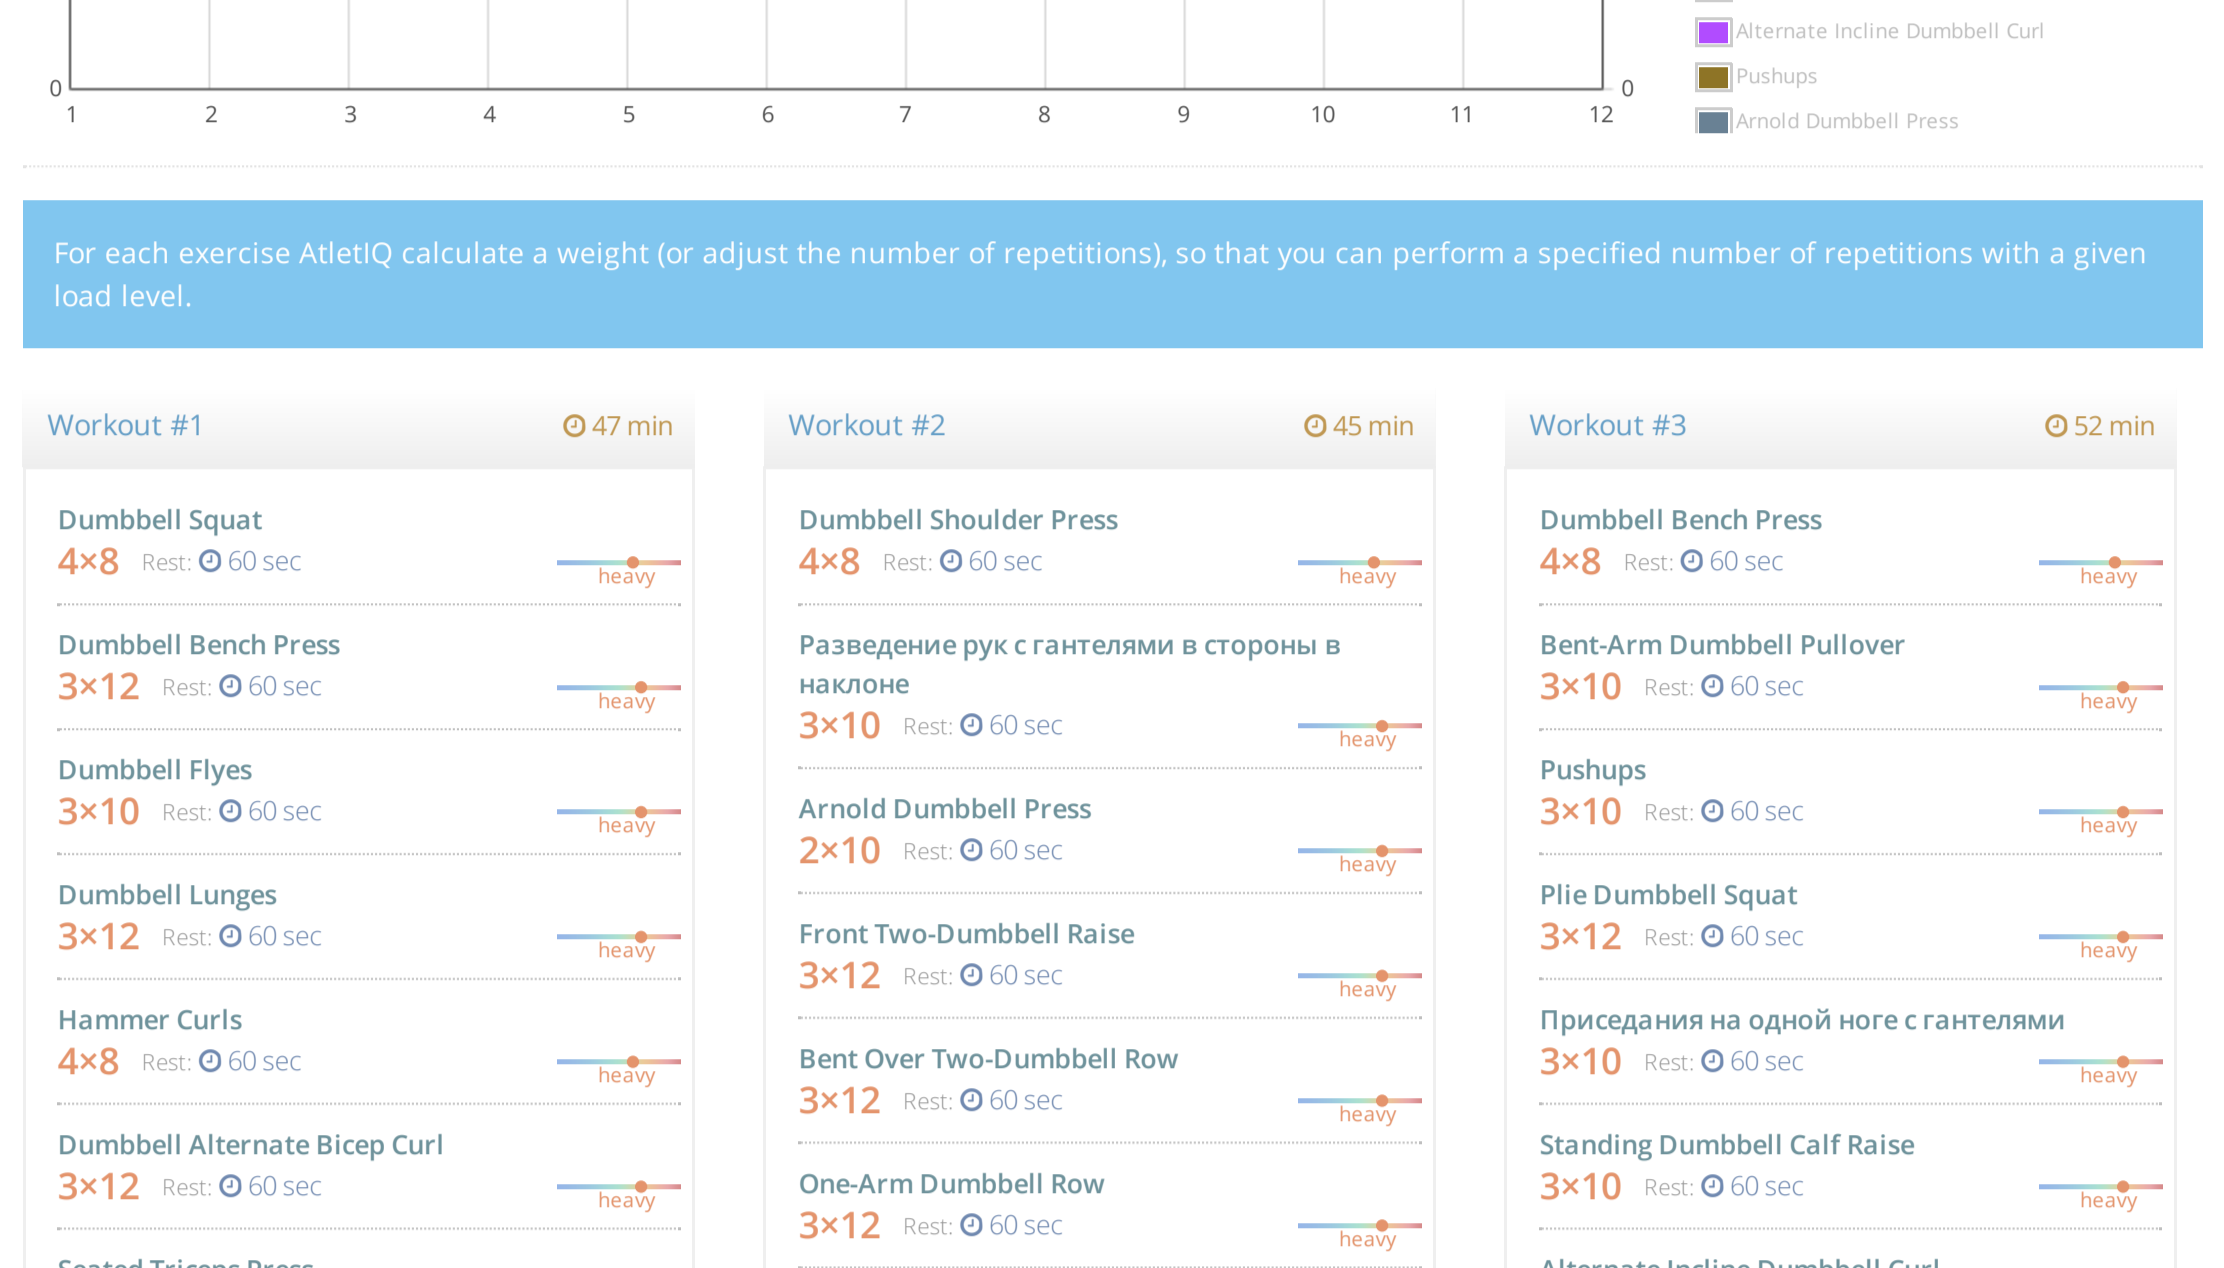 Alternate Incline Dumbbell Curl
0
0
Pushups
1 2 3 4 5 6 7 8 9 10 11 12
Arnold Dumbbell Press
For each exercise AtletIQ calculate a weight (or adjust the number of repetitions), so that you can perform a specified number of repetitions with a given
load level.
Workout #1
47 min
Dumbbell Squat
4×8 Rest: 60 sec
heavy
Dumbbell Bench Press
3×12 Rest: 60 sec
heavy
Dumbbell Flyes
3×10 Rest: 60 sec
heavy
Dumbbell Lunges
3×12 Rest: 60 sec
heavy
Hammer Curls
4×8 Rest: 60 sec
heavy
Dumbbell Alternate Bicep Curl
3×12 Rest: 60 sec
heavy
Seated Triceps Press
Workout #2
45 min
Dumbbell Shoulder Press
4×8 Rest: 60 sec
heavy
Разведение рук с гантелями в стороны в
наклоне
3×10 Rest: 60 sec
heavy
Arnold Dumbbell Press
2×10 Rest: 60 sec
heavy
Front Two-Dumbbell Raise
3×12 Rest: 60 sec
heavy
Bent Over Two-Dumbbell Row
3×12 Rest: 60 sec
heavy
One-Arm Dumbbell Row
3×12 Rest: 60 sec
heavy
Workout #3
52 min
Dumbbell Bench Press
4×8 Rest: 60 sec
heavy
Bent-Arm Dumbbell Pullover
3×10 Rest: 60 sec
heavy
Pushups
3×10 Rest: 60 sec
heavy
Plie Dumbbell Squat
3×12 Rest: 60 sec
heavy
Приседания на одной ноге с гантелями
3×10 Rest: 60 sec
heavy
Standing Dumbbell Calf Raise
3×10 Rest: 60 sec
heavy
Alternate Incline Dumbbell Curl